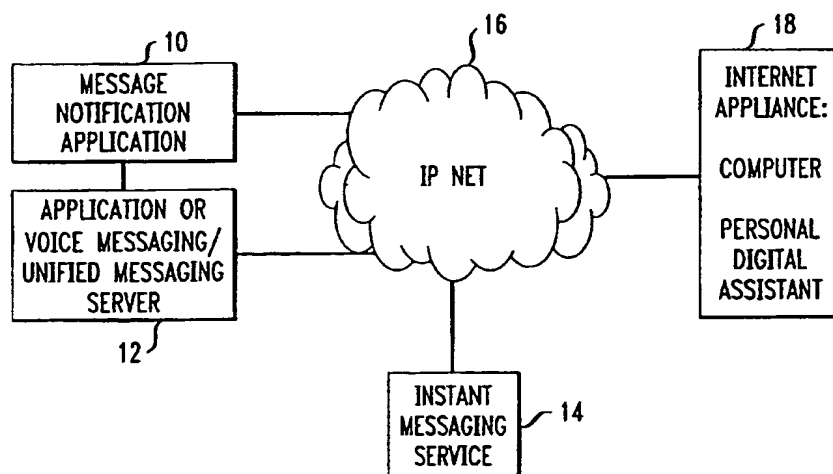 10
MESSAGE
NOTIFICATION
APPLICATION
APPLICATION OR
VOICE MESSAGING/
UNIFIED MESSAGING
SERVER
12
16
IP NET
INSTANT
MESSAGING
SERVICE
14
18
INTERNET
APPLIANCE:
COMPUTER
PERSONAL
DIGITAL
ASSISTANT